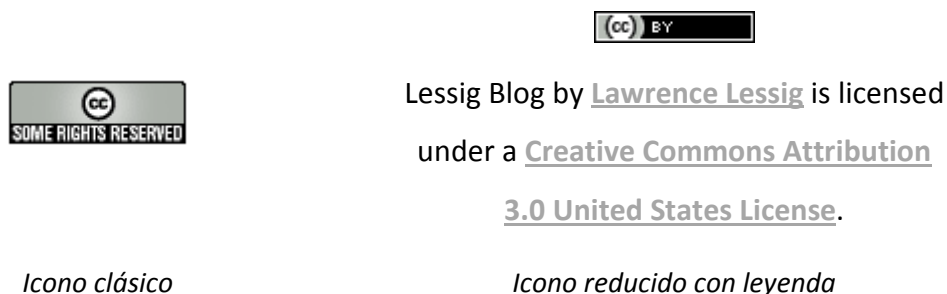 cc BY
cc
SOME RIGHTS RESERVED
Lessig Blog by Lawrence Lessig is licensed
under a Creative Commons Attribution
3.0 United States License.
Icono clásico
Icono reducido con leyenda